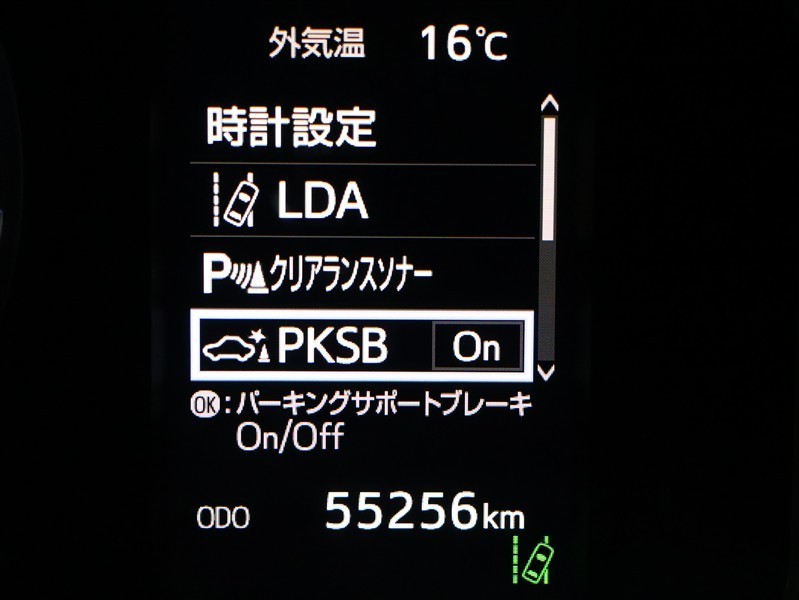 外気温 16℃
時計設定
LDA
Pクリアランスソナー
PKSB On
OK:パーキングサポートブレーキ
On/Off
ODO 55256km